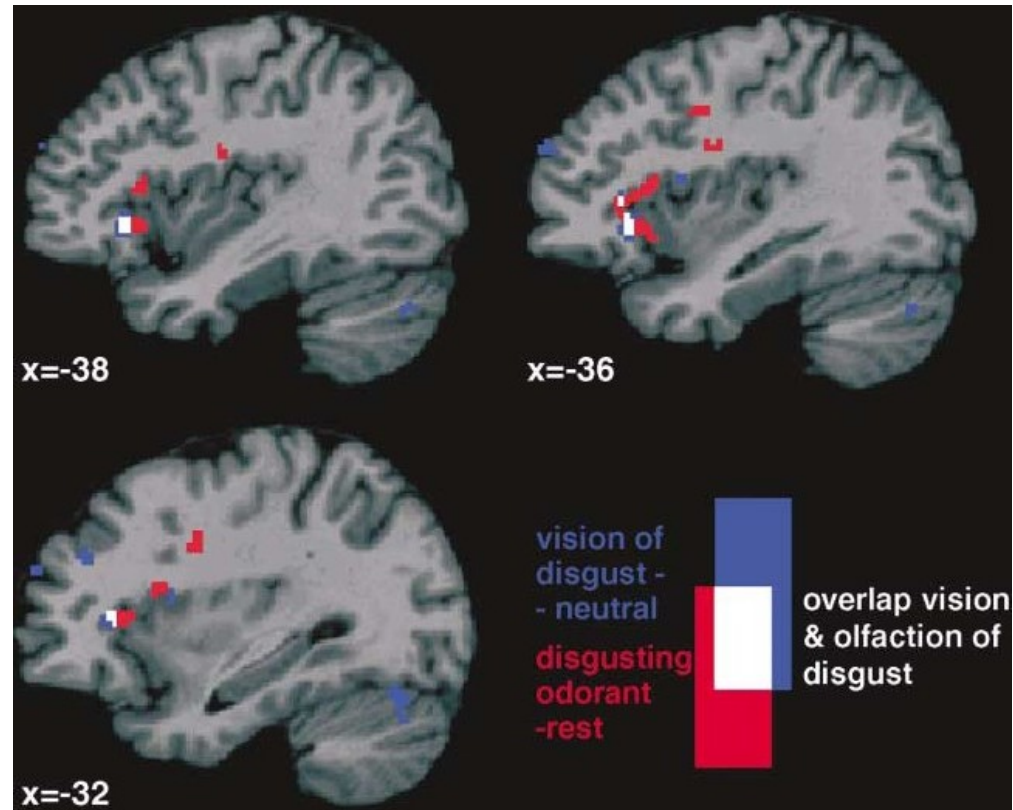 x=-38
x=-36
x=-32
vision of
disgust -
- neutral
disgusting
odorant
-rest
overlap vision
& olfaction of
disgust